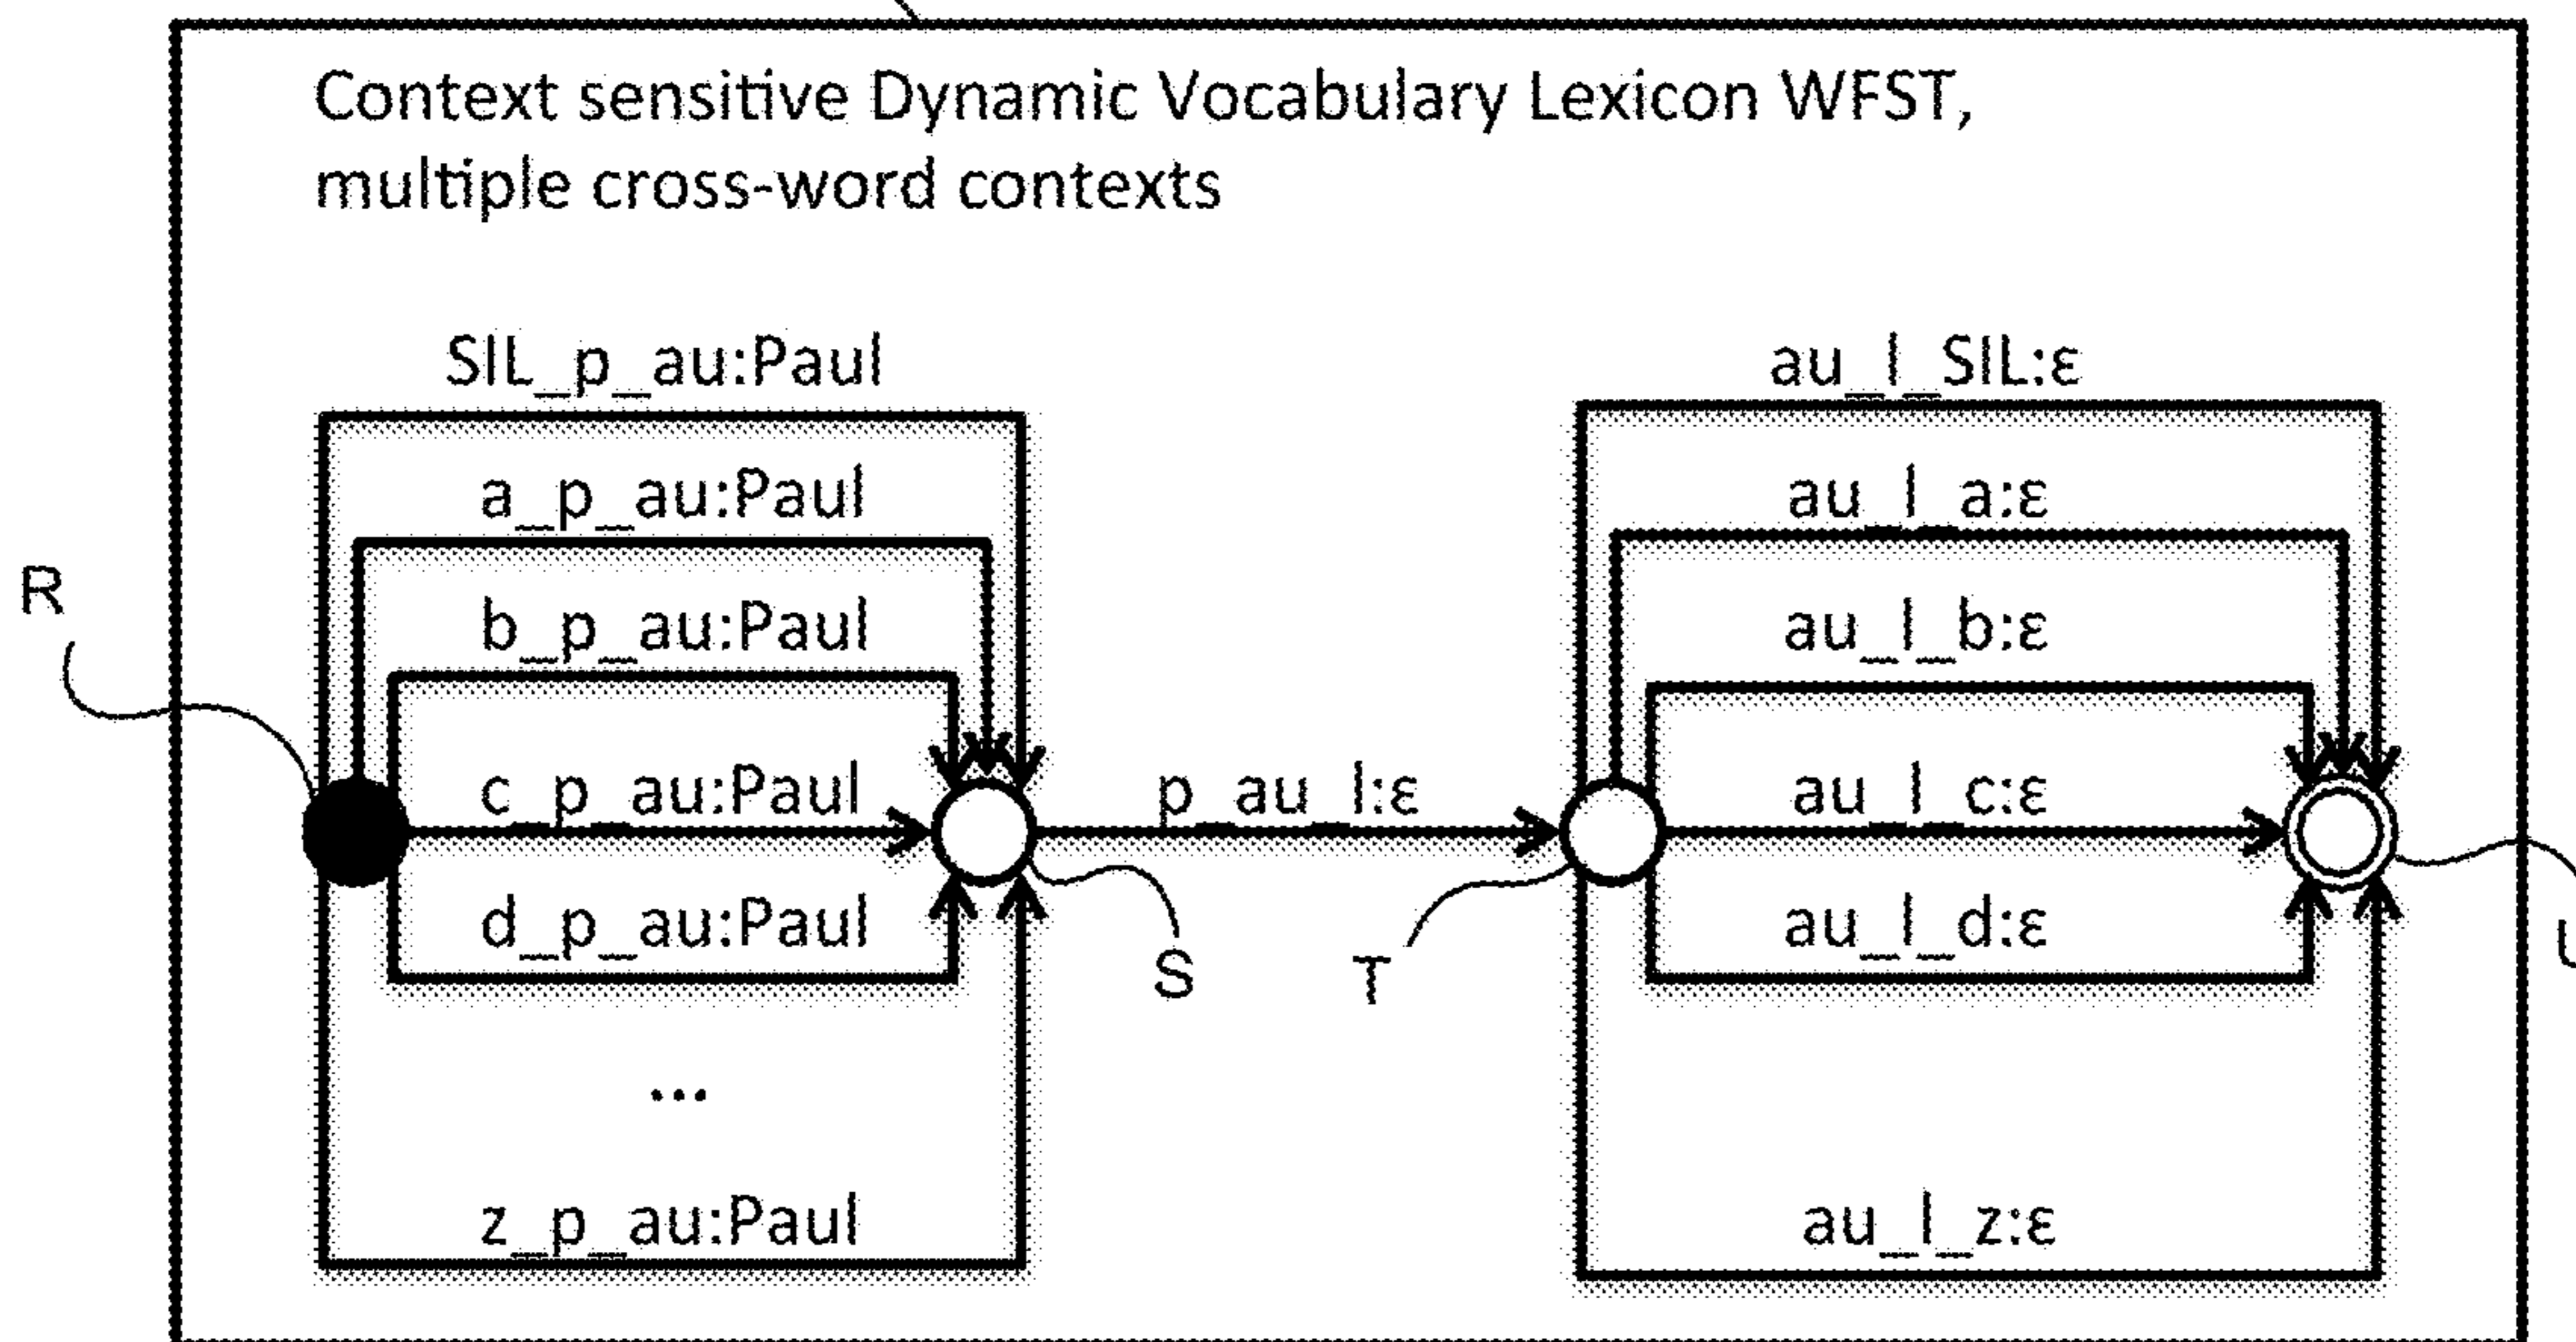 Context sensitive Dynamic Vocabulary Lexicon WFST,
multiple cross-word contexts
SIL_p_au:Paul
au_l_SIL:ε
a_p_au:Paul
au_l_a:ε
R
b_p_au:Paul
au_l_b:ε
c_p_au:Paul
p_au_l:ε
au_l_c:ε
d_p_au:Paul
au_l_d:ε
S
T
...
z_p_au:Paul
au_l_z:ε